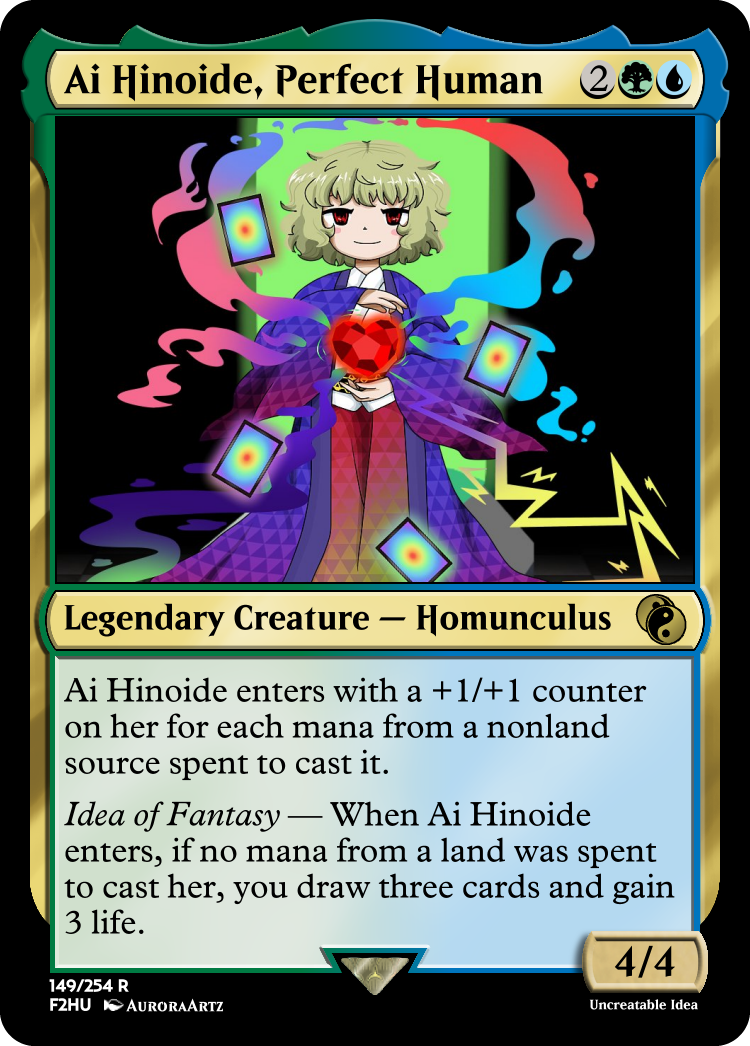 Ai Hinoide, Perfect Human 2
Legendary Creature — Homunculus
Ai Hinoide enters with a +1/+1 counter
on her for each mana from a nonland
source spent to cast it.
Idea of Fantasy — When Ai Hinoide
enters, if no mana from a land was spent
to cast her, you draw three cards and gain
3 life.
4/4
149/254 R
F2HU AuroraArtz
Uncreatable Idea